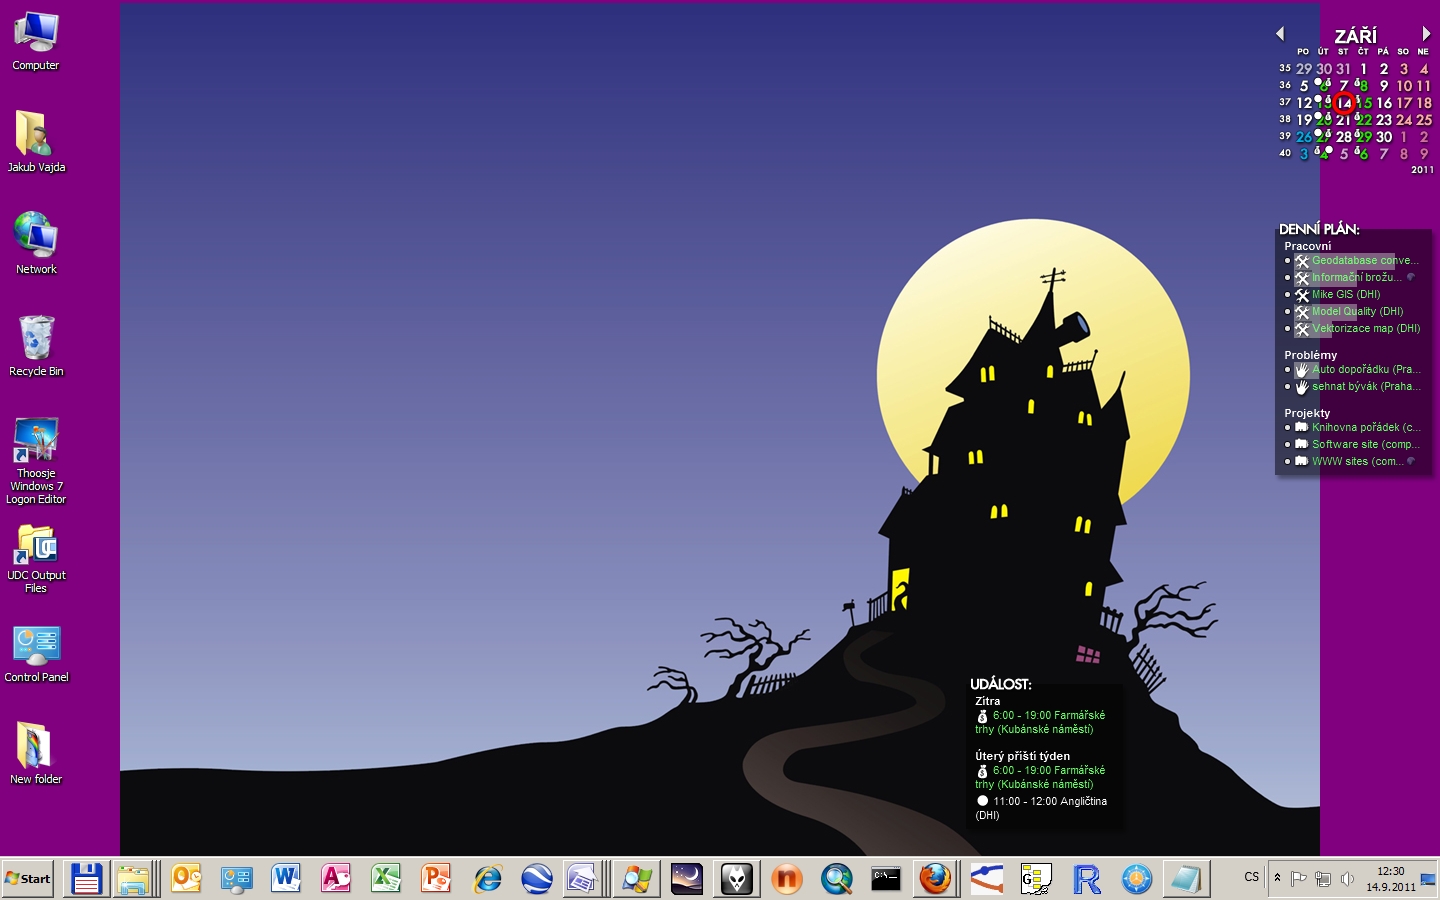 Computer
Jakub Vajda
Network
Recycle Bin
Thoosje
Windows 7
Logon Editor
UDC Output
Files
Control Panel
New folder
ZÁŘÍ
PO ÚT ST ČT PÁ SO NE
35 29 30 31 1 2 3 4
36 5 6 7 8 9 10 11
37 12 13 14 15 16 17 18
38 19 20 21 22 23 24 25
39 26 27 28 29 30 1 2
40 3 4 5 6 7 8 9
2011
DENNÍ PLÁN:
Pracovní
Geodatabase conve...
Informační brožu...
Mike GIS (DHI)
Model Quality (DHI)
Vektorizace map (DHI)
Problémy
Auto dopořádku (Pra...
sehnat bývák (Praha...
Projekty
Knihovna pořádek (c...
Software site (comp...
WWW sites (com...
UDÁLOST:
Zítra
6:00 - 19:00 Farmářské
trhy (Kubánské náměstí)
Úterý příští týden
6:00 - 19:00 Farmářské
trhy (Kubánské náměstí)
11:00 - 12:00 Angličtina
(DHI)
Start
CS
12:30
14.9.2011